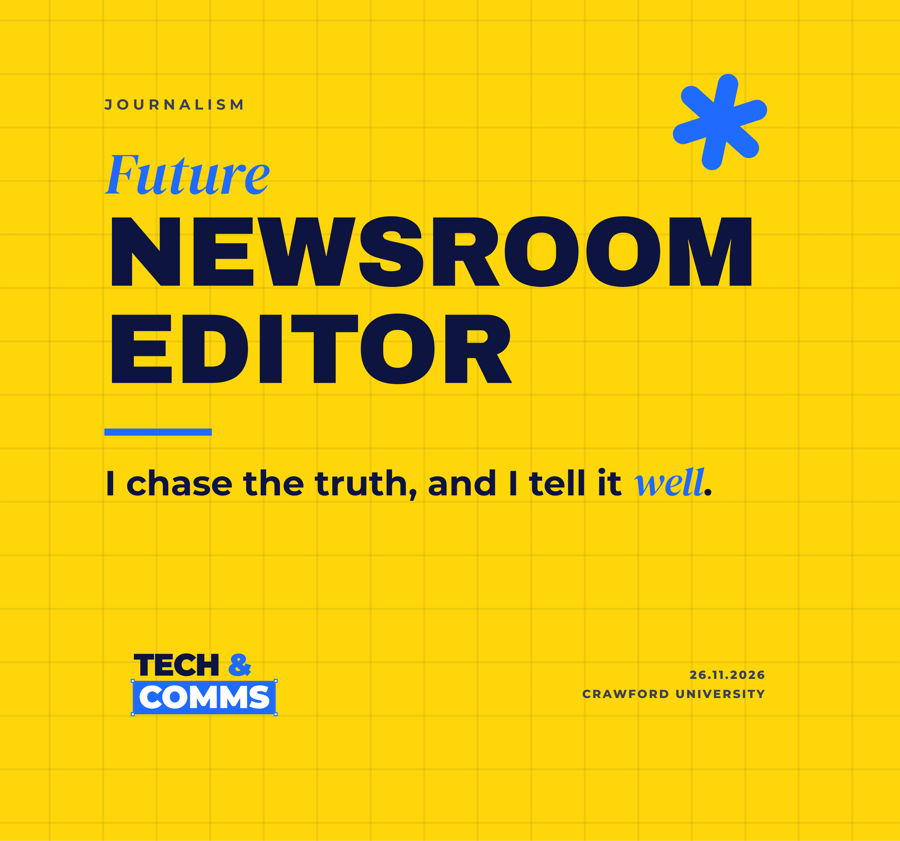 JOURNALISM
Future
NEWSROOM
EDITOR
I chase the truth, and I tell it well.
TECH &
COMMS
26.11.2026
CRAWFORD UNIVERSITY